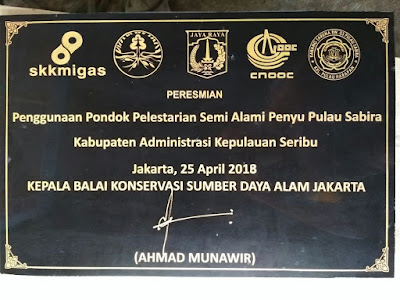 skkmigas
JAYA RAYA
CNOOC
PERESMIAN
Penggunaan Pondok Pelestarian Semi Alami Penyu Pulau Sabira
Kabupaten Administrasi Kepulauan Seribu
Jakarta, 25 April 2018
KEPALA BALAI KONSERVASI SUMBER DAYA ALAM JAKARTA
(AHMAD MUNAWIR)